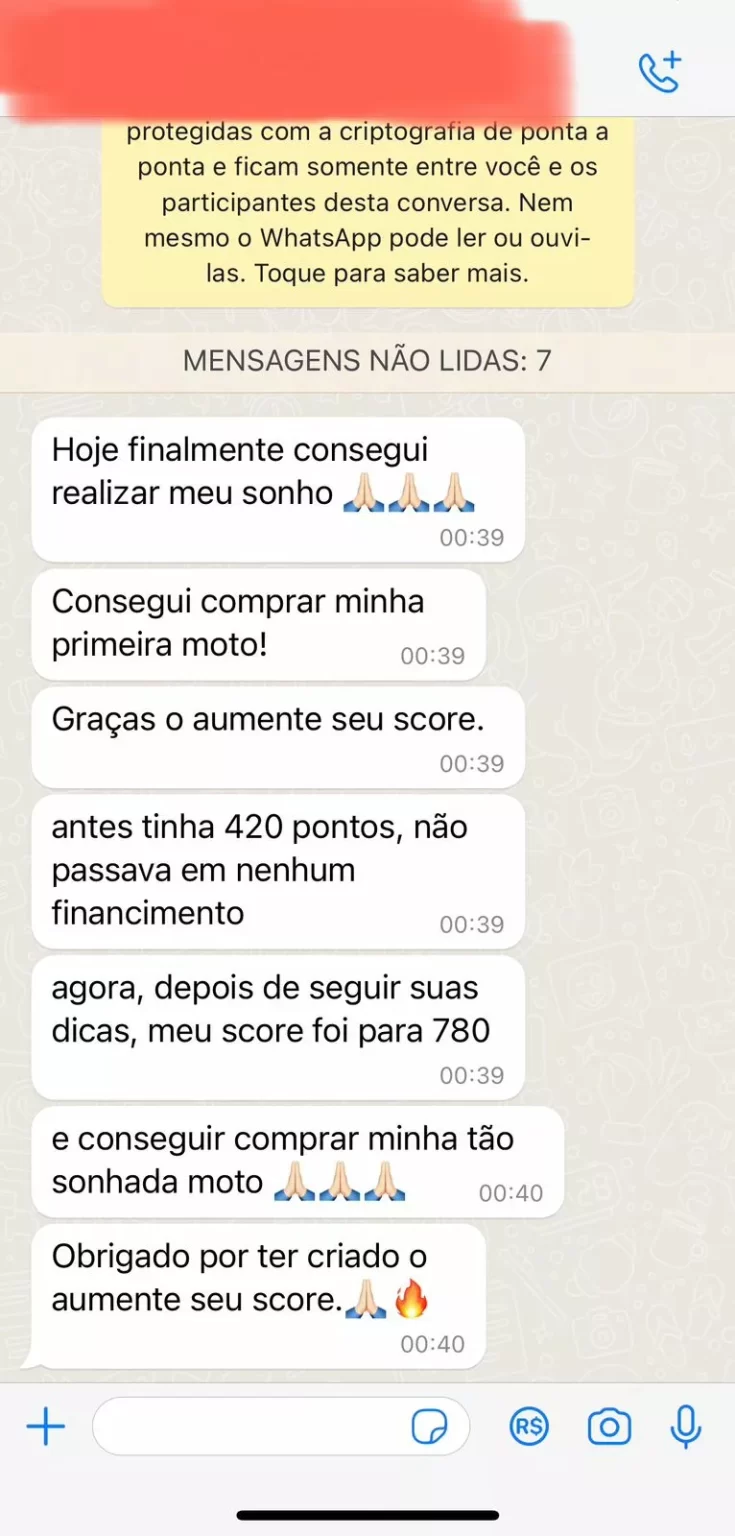 protegidas com a criptografia de ponta a
ponta e ficam somente entre você e os
participantes desta conversa. Nem
mesmo o WhatsApp pode ler ou ouvi-
las. Toque para saber mais.
MENSAGENS NÃO LIDAS: 7
Hoje finalmente consegui
realizar meu sonho 🙏🏻🙏🏻🙏🏻
00:39
Consegui comprar minha
primeira moto!
00:39
Graças o aumente seu score.
00:39
antes tinha 420 pontos, não
passava em nenhum
financimento
00:39
agora, depois de seguir suas
dicas, meu score foi para 780
00:39
e conseguir comprar minha tão
sonhada moto 🙏🏻🙏🏻🙏🏻
00:40
Obrigado por ter criado o
aumente seu score.🙏🏻🔥
00:40
R$